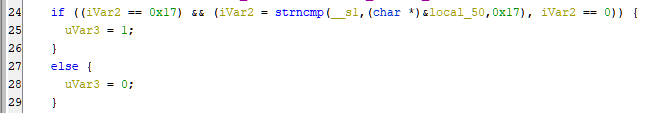 24 if ((iVar2 == 0x17) && (iVar2 = strncmp(__s1,(char *)&local_50,0x17), iVar2 == 0)) {
25 uVar3 = 1;
26 }
27 else {
28 uVar3 = 0;
29 }